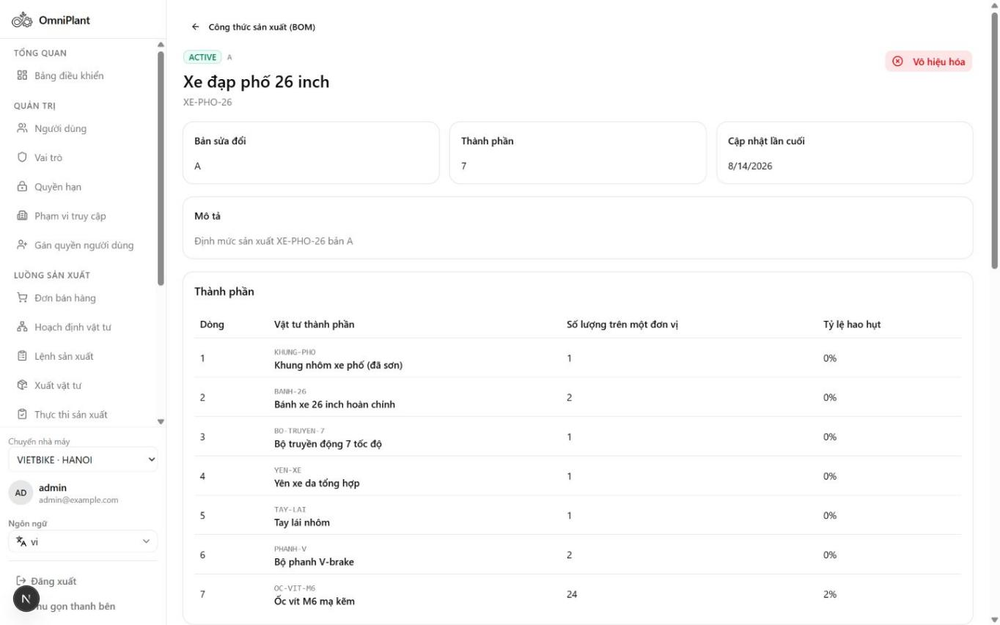 OmniPlant
TỔNG QUAN
Bảng điều khiển
QUẢN TRỊ
Người dùng
Vai trò
Quyền hạn
Phạm vi truy cập
Gán quyền người dùng
LUỒNG SẢN XUẤT
Đơn bán hàng
Hoạch định vật tư
Lệnh sản xuất
Xuất vật tư
Thực thi sản xuất
Chuyển nhà máy
VIETBIKE · HANOI
AD
admin
admin@example.com
Ngôn ngữ
vi
Đăng xuất
N
hu gọn thanh bên
Công thức sản xuất (BOM)
ACTIVE A
Vô hiệu hóa
Xe đạp phố 26 inch
XE-PHO-26
Bản sửa đổi
A
Thành phần
7
Cập nhật lần cuối
8/14/2026
Mô tả
Định mức sản xuất XE-PHO-26 bản A
Thành phần
Dòng Vật tư thành phần Số lượng trên một đơn vị Tỷ lệ hao hụt
KHUNG-PHO
1 Khung nhôm xe phố (đã sơn) 1 0%
BANH-26
2 Bánh xe 26 inch hoàn chỉnh 2 0%
BO-TRUYEN-7
3 Bộ truyền động 7 tốc độ 1 0%
YEN-XE
4 Yên xe da tổng hợp 1 0%
TAY-LAI
5 Tay lái nhôm 1 0%
PHANH-V
6 Bộ phanh V-brake 2 0%
OC-VIT-M6
7 Ốc vít M6 mạ kẽm 24 2%